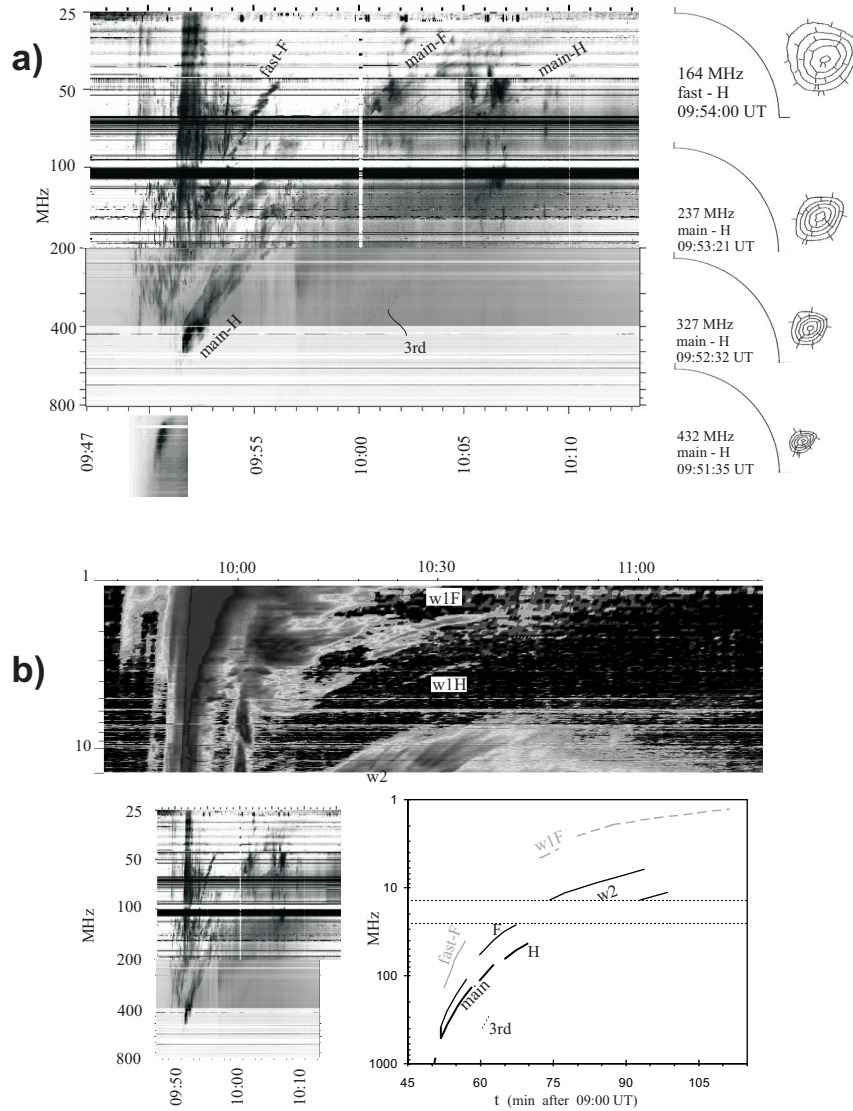 a)
25
50
100
200
400
800
MHz
fast-F
main-F
main-H
main-H
3rd
09:47
09:55
10:00
10:05
10:10
164 MHz
fast - H
09:54:00 UT
237 MHz
main - H
09:53:21 UT
327 MHz
main - H
09:52:32 UT
432 MHz
main - H
09:51:35 UT
b)
10:00
10:30
11:00
1
10
w1F
w1H
w2
25
50
100
200
400
800
MHz
09:50
10:00
10:10
1
10
100
1000
MHz
w1F
w2
fast-F
F
H
main
3rd
45
60
75
90
105
t (min after 09:00 UT)